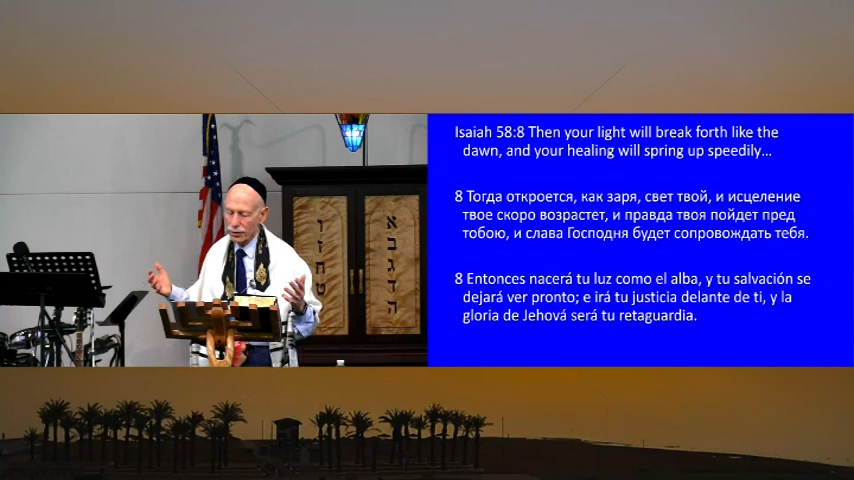 Isaiah 58:8 Then your light will break forth like the
dawn, and your healing will spring up speedily…
8 Тогда откроется, как заря, свет твой, и исцеление
твое скоро возрастет, и правда твоя пойдет пред
тобою, и слава Господня будет сопровождать тебя.
8 Entonces nacerá tu luz como el alba, y tu salvación se
dejará ver pronto; e irá tu justicia delante de ti, y la
gloria de Jehová será tu retaguardia.
א
ב
ג
ד
ה
ו
ז
ח
ט